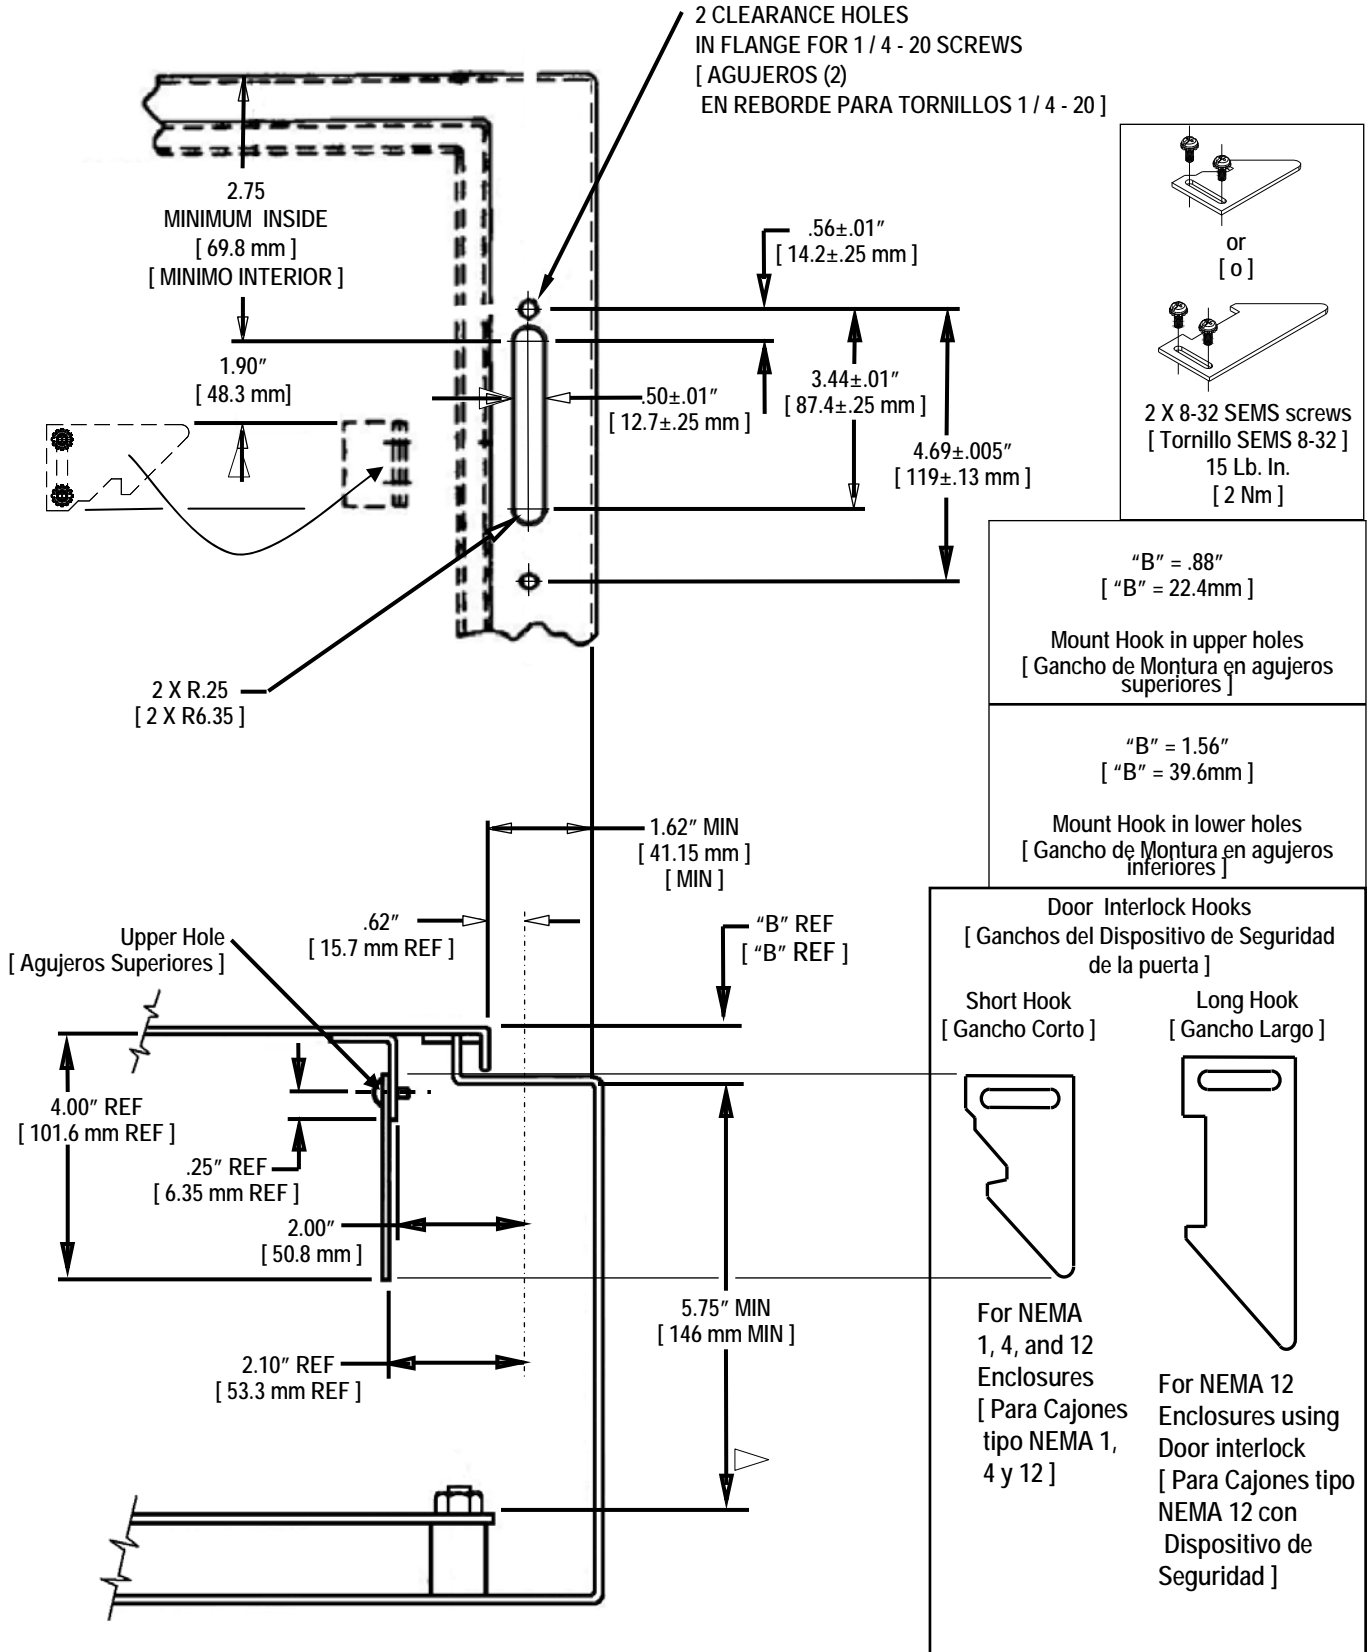 2 CLEARANCE HOLES
IN FLANGE FOR 1 / 4 - 20 SCREWS
[ AGUJEROS (2)
EN REBORDE PARA TORNILLOS 1 / 4 - 20 ]
2.75
MINIMUM INSIDE
[ 69.8 mm ]
[ MINIMO INTERIOR ]
1.90"
[ 48.3 mm]
.56±.01"
[ 14.2±.25 mm ]
.50±.01"
[ 12.7±.25 mm ]
3.44±.01"
[ 87.4±.25 mm ]
4.69±.005"
[ 119±.13 mm ]
2 X R.25
[ 2 X R6.35 ]
or
[ o ]
2 X 8-32 SEMS screws
[ Tornillo SEMS 8-32 ]
15 Lb. In.
[ 2 Nm ]
"B" = .88"
[ "B" = 22.4mm ]
Mount Hook in upper holes
[ Gancho de Montura en agujeros
superiores ]
"B" = 1.56"
[ "B" = 39.6mm ]
Mount Hook in lower holes
[ Gancho de Montura en agujeros
inferiores ]
1.62" MIN
[ 41.15 mm ]
[ MIN ]
.62"
[ 15.7 mm REF ]
"B" REF
[ "B" REF ]
Upper Hole
[ Agujeros Superiores ]
4.00" REF
[ 101.6 mm REF ]
.25" REF
[ 6.35 mm REF ]
2.00"
[ 50.8 mm ]
2.10" REF
[ 53.3 mm REF ]
5.75" MIN
[ 146 mm MIN ]
Door Interlock Hooks
[ Ganchos del Dispositivo de Seguridad
de la puerta ]
Short Hook
[ Gancho Corto ]
Long Hook
[ Gancho Largo ]
For NEMA
1, 4, and 12
Enclosures
[ Para Cajones
tipo NEMA 1,
4 y 12 ]
For NEMA 12
Enclosures using
Door interlock
[ Para Cajones tipo
NEMA 12 con
Dispositivo de
Seguridad ]